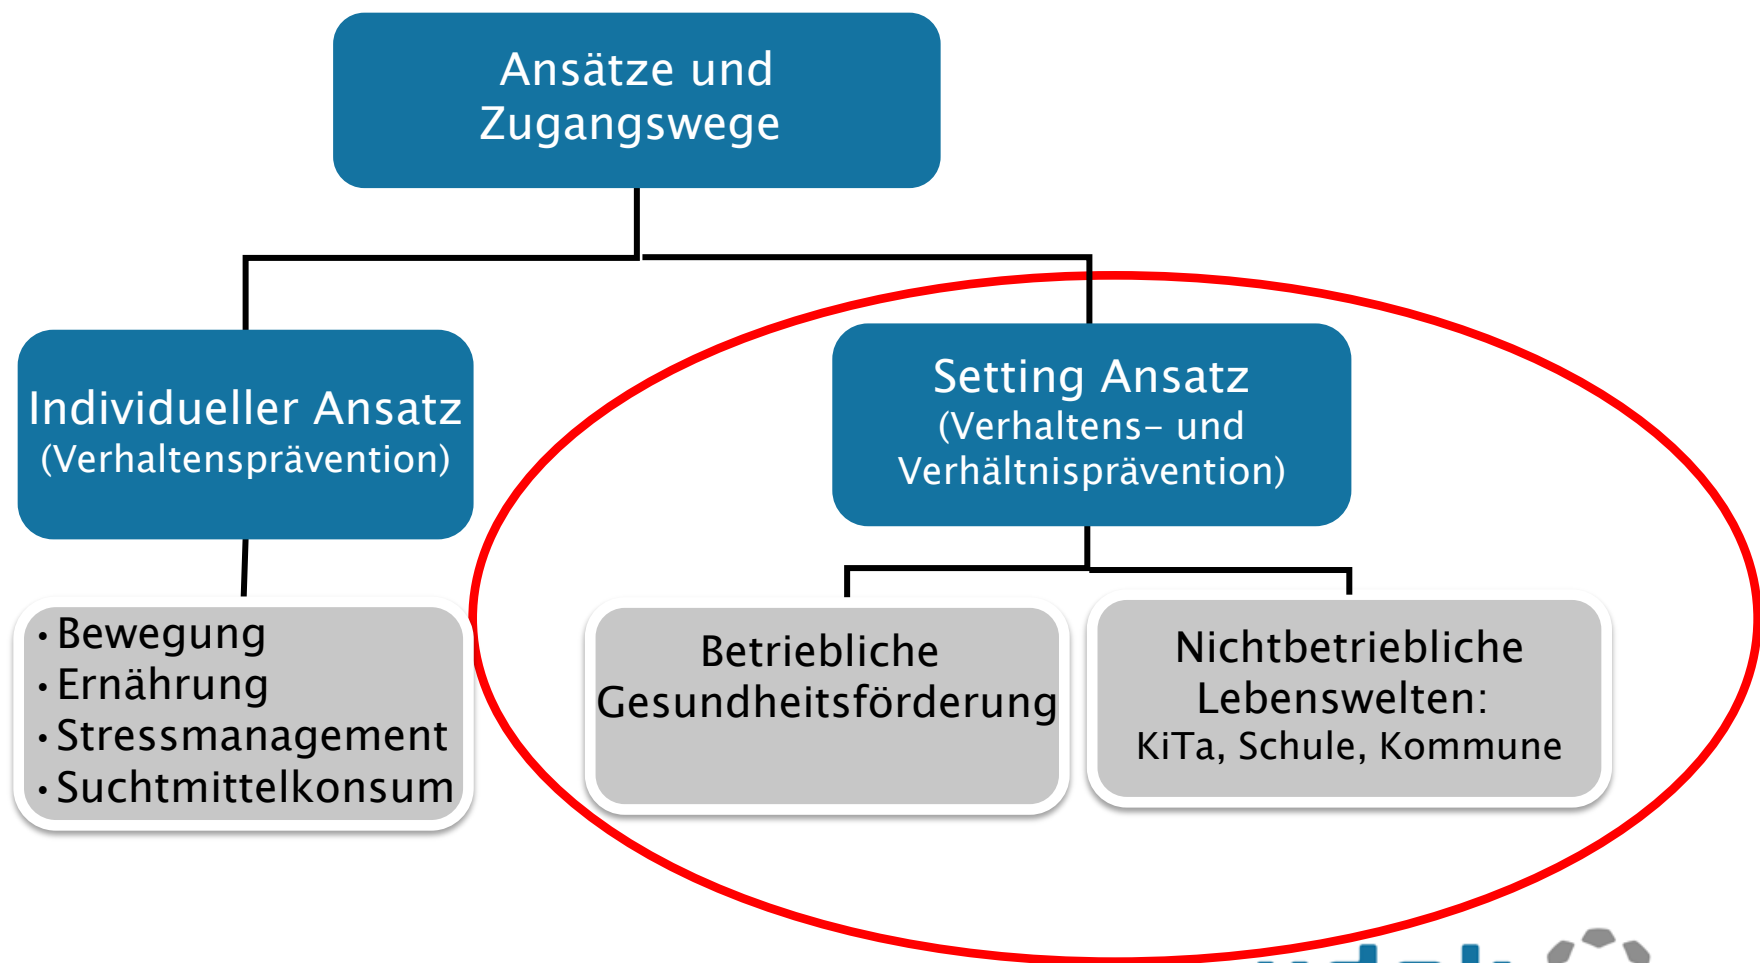 Ansätze und
Zugangswege
Individueller Ansatz
(Verhaltensprävention)
Setting Ansatz
(Verhaltens- und
Verhältnisprävention)
• Bewegung
• Ernährung
• Stressmanagement
• Suchtmittelkonsum
Betriebliche
Gesundheitsförderung
Nichtbetriebliche
Lebenswelten:
KiTa, Schule, Kommune